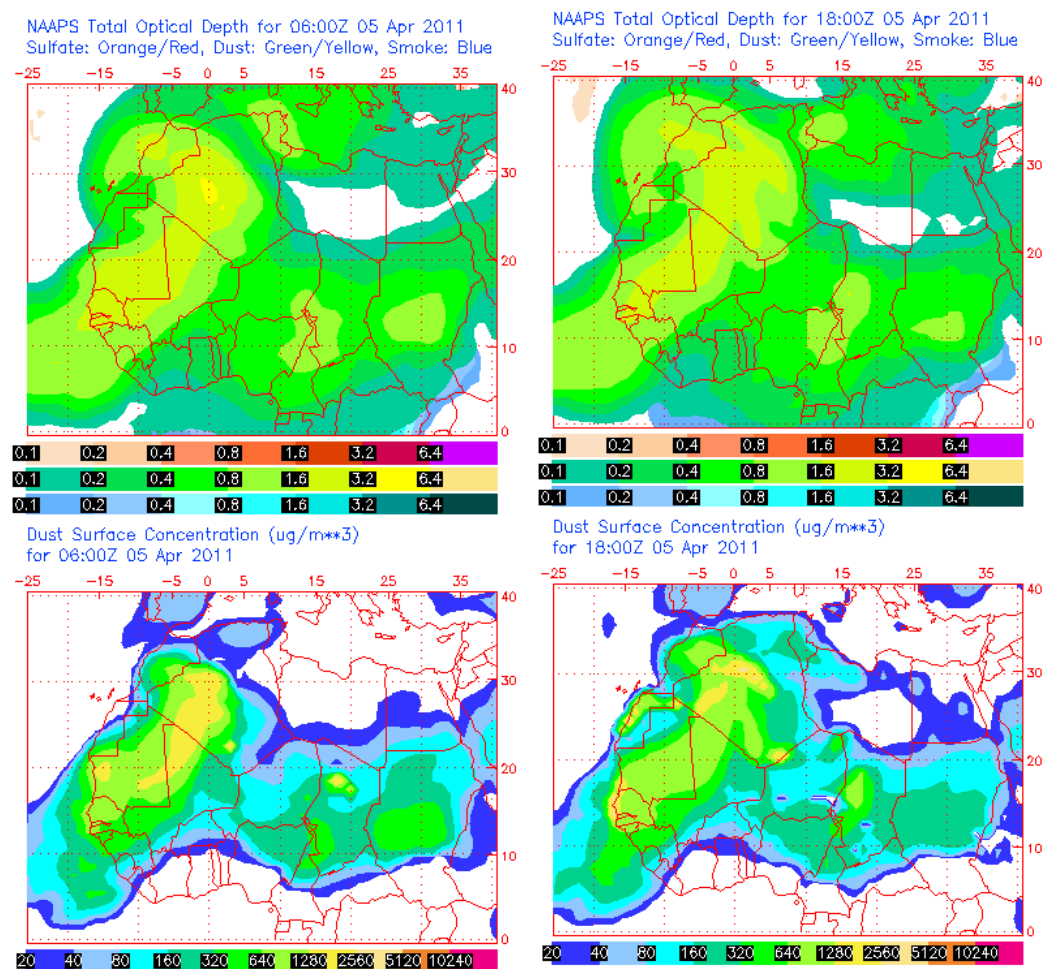 NAAPS Total Optical Depth for 06:00Z 05 Apr 2011
Sulfate: Orange/Red, Dust: Green/Yellow, Smoke: Blue
-25 -15 -5 0 5 15 25 35
40
30
20
10
0
0.1 0.2 0.4 0.8 1.6 3.2 6.4
0.1 0.2 0.4 0.8 1.6 3.2 6.4
0.1 0.2 0.4 0.8 1.6 3.2 6.4
NAAPS Total Optical Depth for 18:00Z 05 Apr 2011
Sulfate: Orange/Red, Dust: Green/Yellow, Smoke: Blue
-25 -15 -5 0 5 15 25 35
40
30
20
10
0
0.1 0.2 0.4 0.8 1.6 3.2 6.4
0.1 0.2 0.4 0.8 1.6 3.2 6.4
0.1 0.2 0.4 0.8 1.6 3.2 6.4
Dust Surface Concentration (ug/m**3)
for 06:00Z 05 Apr 2011
-25 -15 -5 0 5 15 25 35
40
30
20
10
0
20 40 80 160 320 640 1280 2560 5120 10240
Dust Surface Concentration (ug/m**3)
for 18:00Z 05 Apr 2011
-25 -15 -5 0 5 15 25 35
40
30
20
10
0
20 40 80 160 320 640 1280 2560 5120 10240